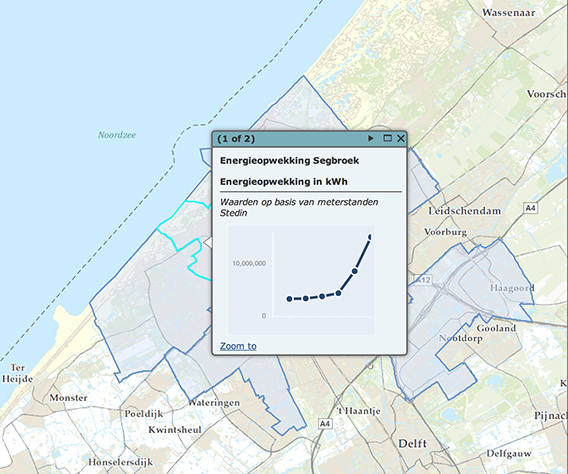 Wassenaar
Voorsch
Noordzee
(1 of 2)
Energieopwekking Segbroek
Energieopwekking in kWh
Waarden op basis van meterstanden
Stedin
10,000,000
0
Zoom to
A4
Leidschendam
Voorburg
A12
Haagoord
Gooland
Nootdorp
Ter
Heijde
Monster
Wateringen
Poeldijk
Kwintsheul
't Haantje
A4
Pijnac
Honselersdijk
Delft
Delfgauw